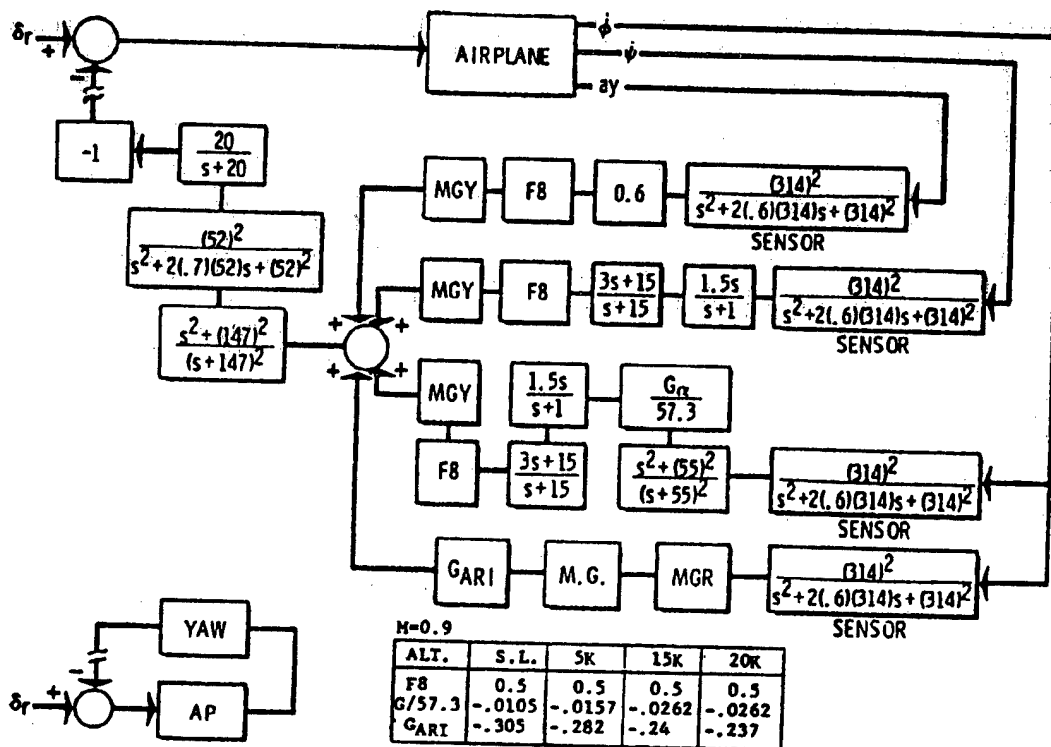 δr + AIRPLANE φ̇
ψ̇
ay
−
-1 20/(s+20)
MGY F8 0.6 (314)²/(s²+2(.6)(314)s+(314)²)
SENSOR
(52)²/(s²+2(.7)(52)s+(52)²)
MGY F8 (3s+15)/(s+15) 1.5s/(s+1) (314)²/(s²+2(.6)(314)s+(314)²)
SENSOR
(s²+(147)²)/(s+147)²
+ +
+ +
MGY 1.5s/(s+1) Gα/57.3
F8 (3s+15)/(s+15) (s²+(55)²)/(s+55)² (314)²/(s²+2(.6)(314)s+(314)²)
SENSOR
GARI M.G. MGR (314)²/(s²+2(.6)(314)s+(314)²)
SENSOR
YAW
−
δr + AP
M=0.9
ALT. S.L. 5K 15K 20K
F8 0.5 0.5 0.5 0.5
G/57.3 -.0105 -.0157 -.0262 -.0262
GARI -.305 -.282 -.24 -.237